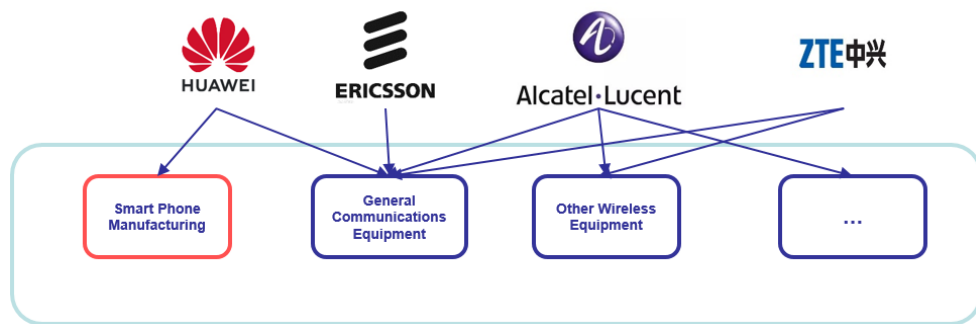 HUAWEI
ERICSSON
Alcatel·Lucent
ZTE中兴
Smart Phone
Manufacturing
General
Communications
Equipment
Other Wireless
Equipment
...